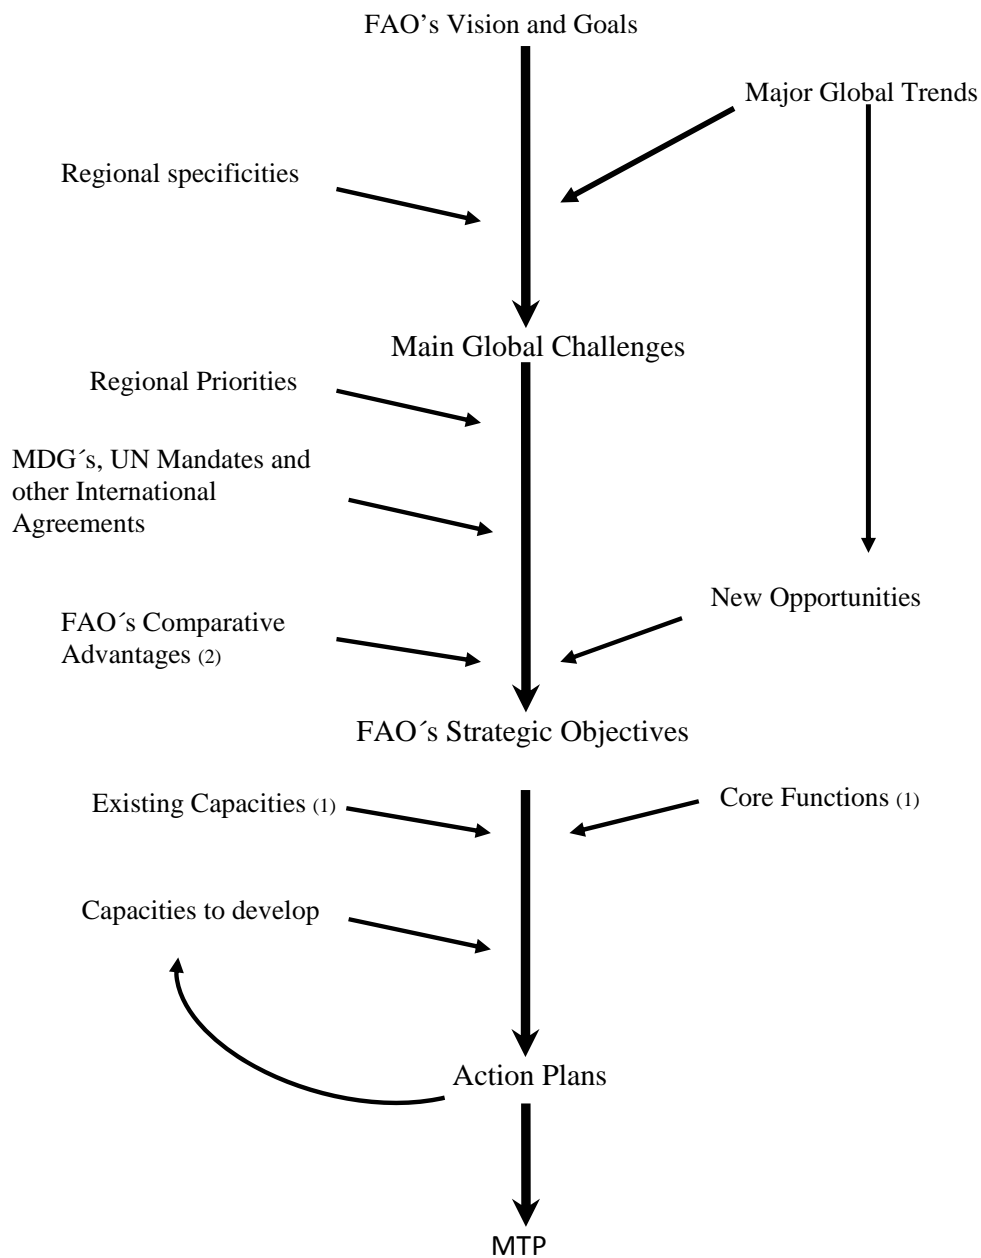 FAO’s Vision and Goals
Major Global Trends
Regional specificities
Main Global Challenges
Regional Priorities
MDG´s, UN Mandates and
other International
Agreements
New Opportunities
FAO´s Comparative
Advantages (2)
FAO´s Strategic Objectives
Existing Capacities (1)
Core Functions (1)
Capacities to develop
Action Plans
MTP